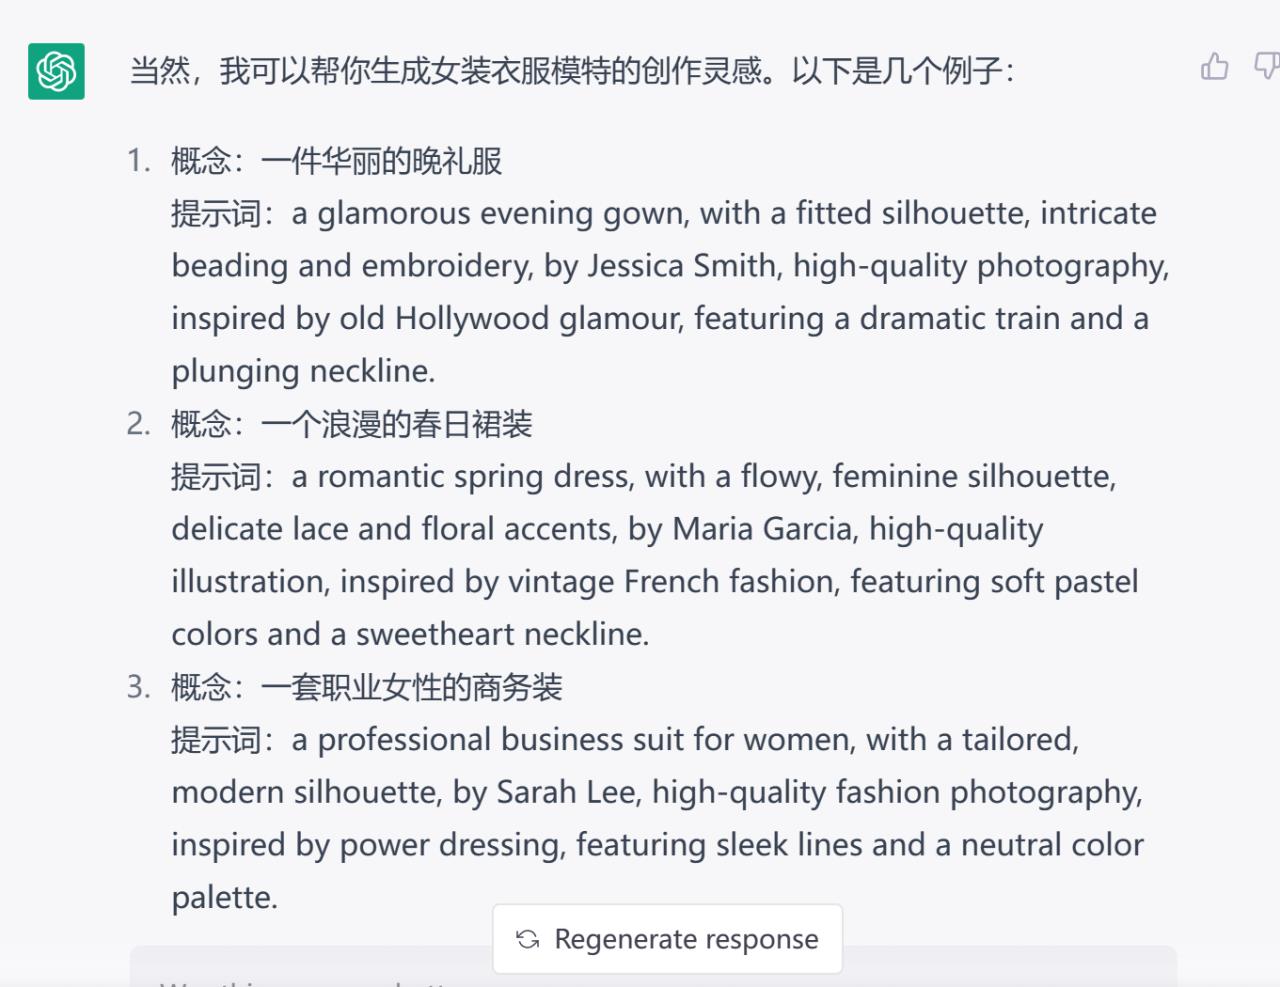 当然，我可以帮你生成女装衣服模特的创作灵感。以下是几个例子：
1. 概念：一件华丽的晚礼服
提示词：a glamorous evening gown, with a fitted silhouette, intricate
beading and embroidery, by Jessica Smith, high-quality photography,
inspired by old Hollywood glamour, featuring a dramatic train and a
plunging neckline.
2. 概念：一个浪漫的春日裙装
提示词：a romantic spring dress, with a flowy, feminine silhouette,
delicate lace and floral accents, by Maria Garcia, high-quality
illustration, inspired by vintage French fashion, featuring soft pastel
colors and a sweetheart neckline.
3. 概念：一套职业女性的商务装
提示词：a professional business suit for women, with a tailored,
modern silhouette, by Sarah Lee, high-quality fashion photography,
inspired by power dressing, featuring sleek lines and a neutral color
palette.
Regenerate response